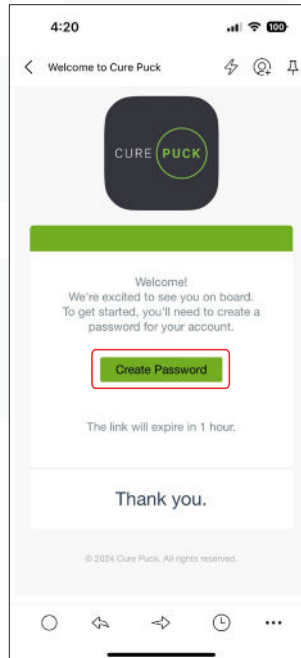 4:20
100
Welcome to Cure Puck
CURE PUCK
Welcome!
We're excited to see you on board.
To get started, you'll need to create a
password for your account.
Create Password
The link will expire in 1 hour.
Thank you.
© 2024 Cure Puck. All rights reserved.